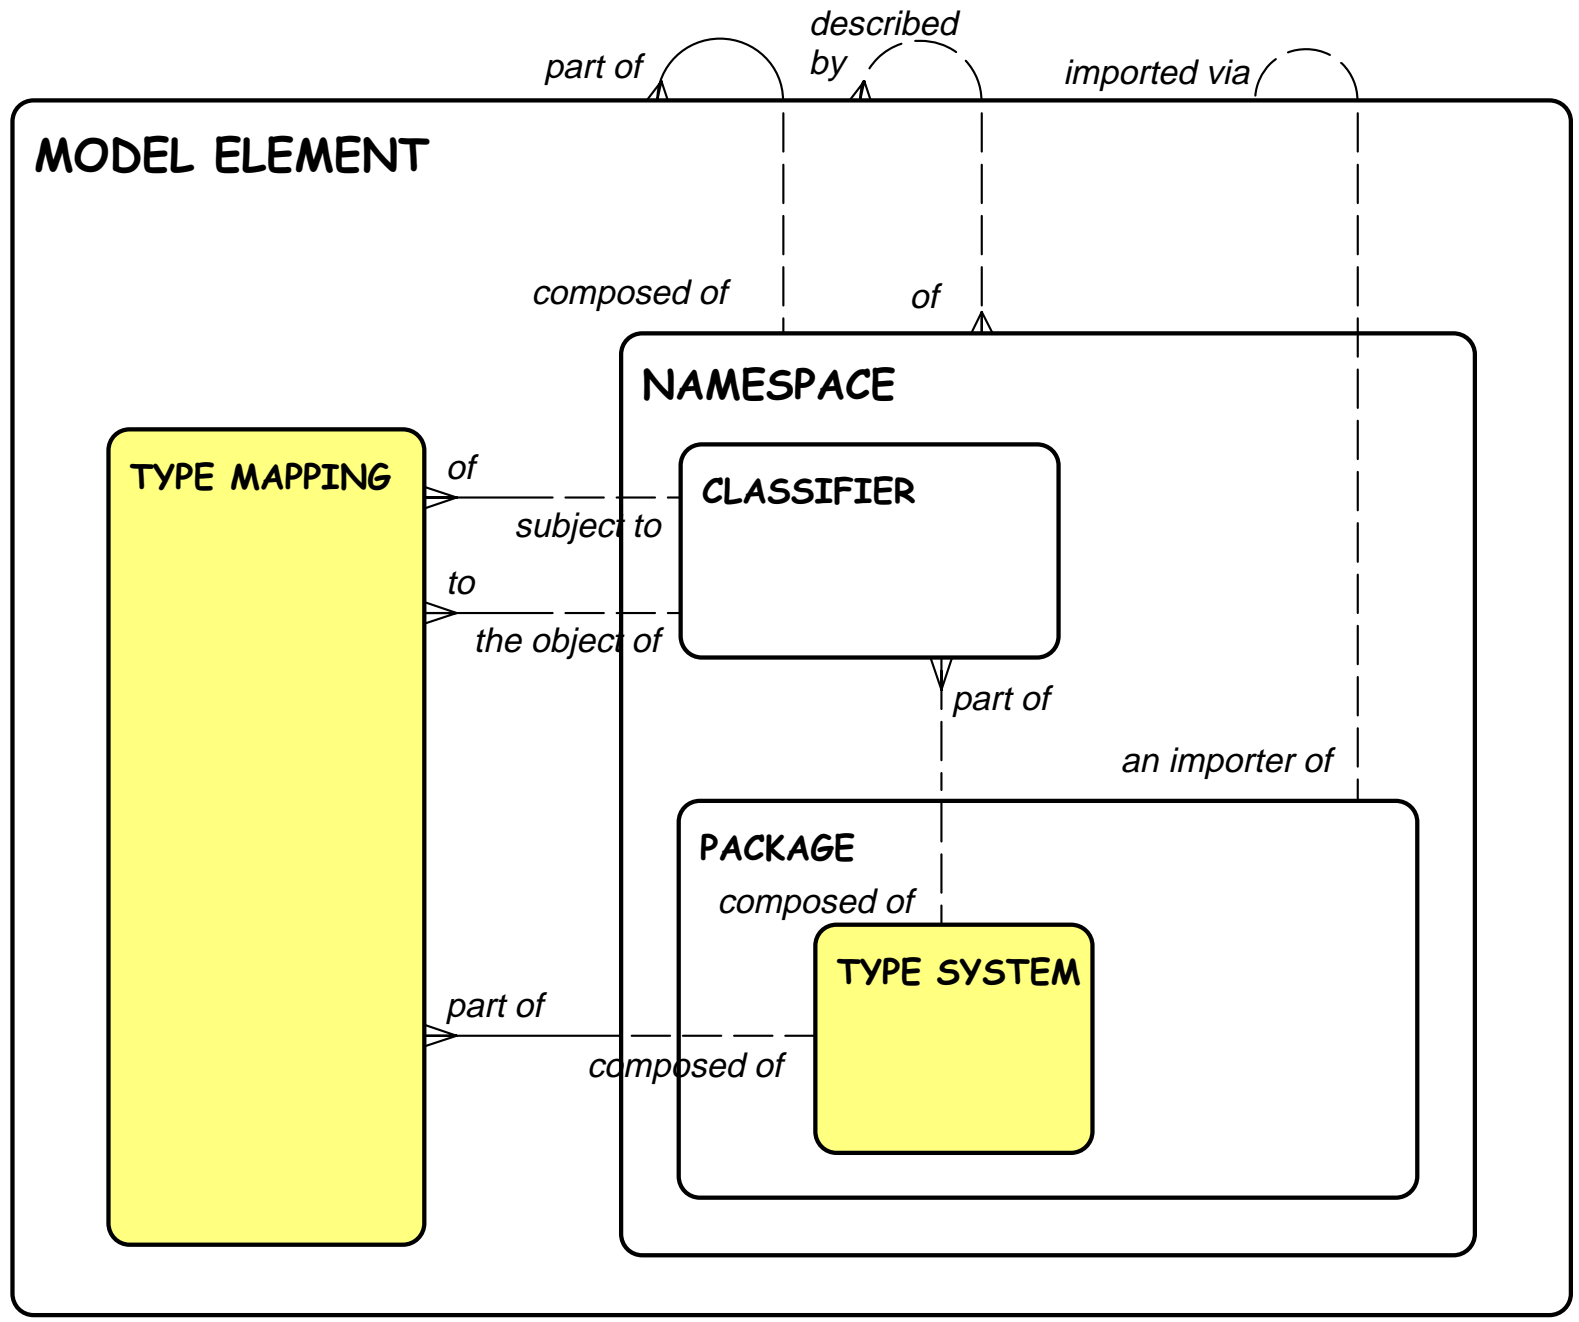 described
part of
by
imported via
MODEL ELEMENT
composed of
of
NAMESPACE
TYPE MAPPING
of
CLASSIFIER
subject to
to
the object of
part of
an importer of
PACKAGE
composed of
TYPE SYSTEM
part of
composed of